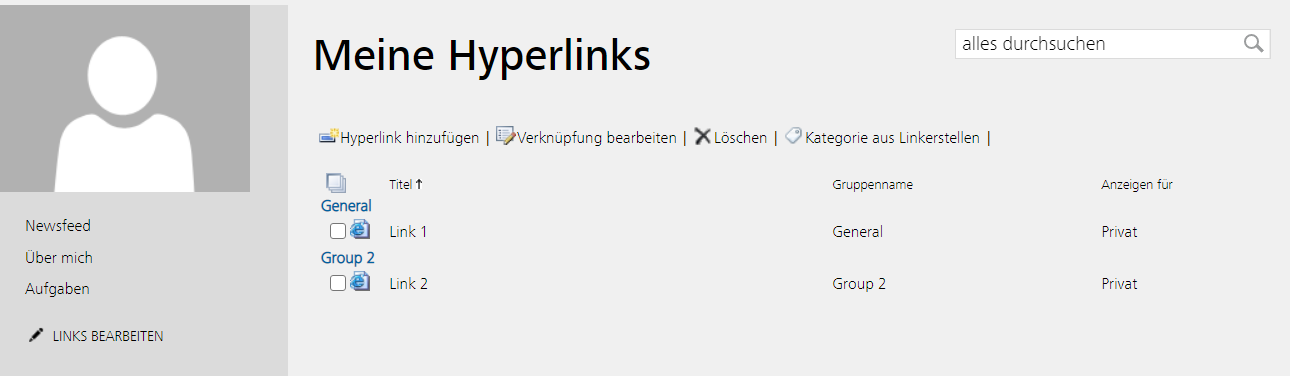 Meine Hyperlinks
alles durchsuchen
Hyperlink hinzufügen | Verknüpfung bearbeiten | Löschen | Kategorie aus Linkerstellen |
Titel↑ Gruppenname Anzeigen für
General
Link 1 General Privat
Group 2
Link 2 Group 2 Privat
Newsfeed
Über mich
Aufgaben
LINKS BEARBEITEN